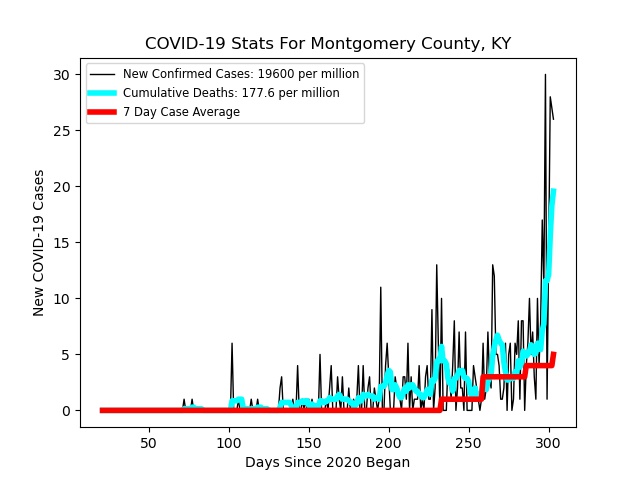 COVID-19 Stats For Montgomery County, KY
New Confirmed Cases: 19600 per million
Cumulative Deaths: 177.6 per million
7 Day Case Average
30
25
20
15
10
5
0
New COVID-19 Cases
50 100 150 200 250 300
Days Since 2020 Began